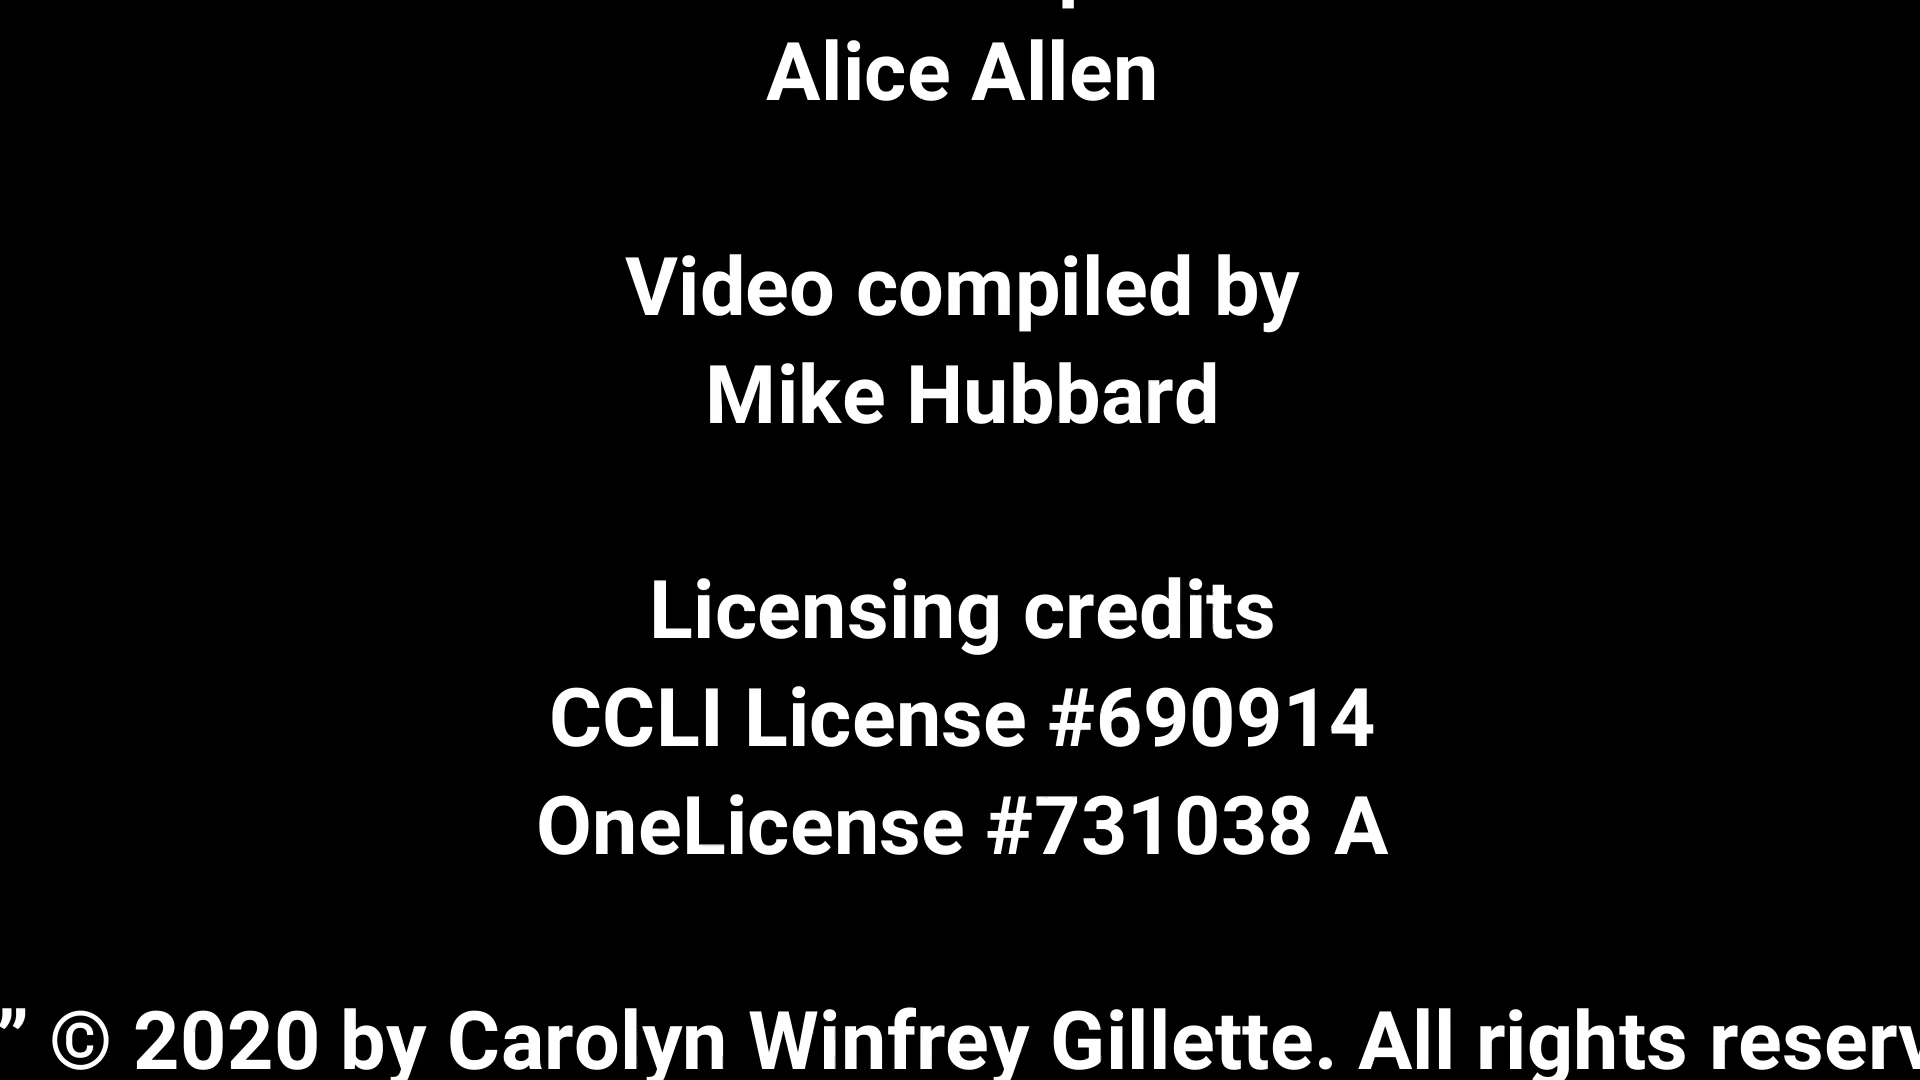 Alice Allen
Video compiled by
Mike Hubbard
Licensing credits
CCLI License #690914
OneLicense #731038 A
” © 2020 by Carolyn Winfrey Gillette. All rights